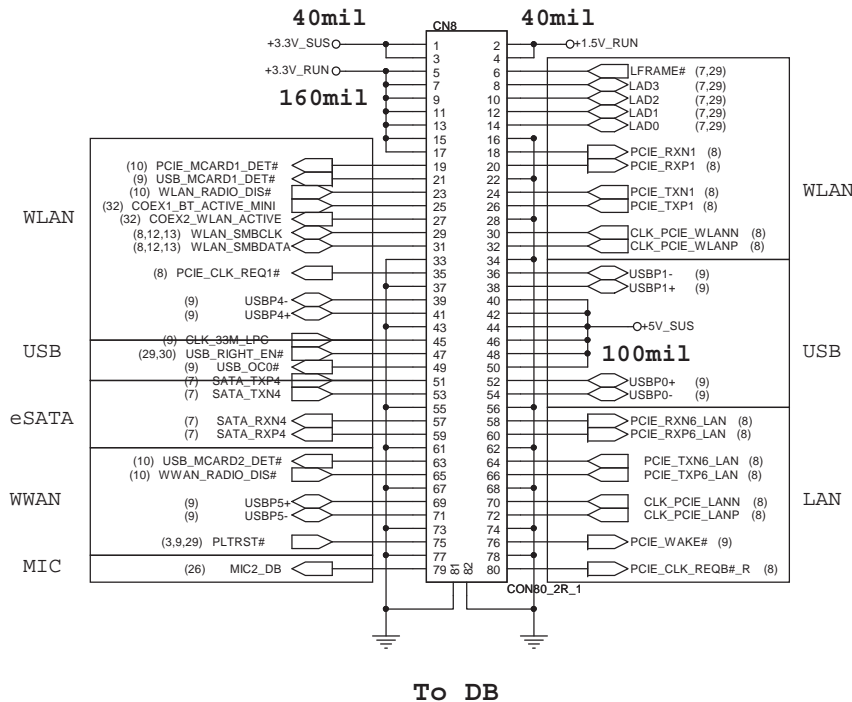 40mil 40mil
CN8
+3.3V_SUS 1 2 +1.5V_RUN
3 4
+3.3V_RUN 5 6 LFRAME# (7,29)
7 8 LAD3 (7,29)
160mil 9 10 LAD2 (7,29)
11 12 LAD1 (7,29)
13 14 LAD0 (7,29)
15 16
17 18 PCIE_RXN1 (8)
(10) PCIE_MCARD1_DET# 19 20 PCIE_RXP1 (8)
(9) USB_MCARD1_DET# 21 22
WLAN
(10) WLAN_RADIO_DIS# 23 24 PCIE_TXN1 (8)
(32) COEX1_BT_ACTIVE_MINI 25 26 PCIE_TXP1 (8)
WLAN
(32) COEX2_WLAN_ACTIVE 27 28
(8,12,13) WLAN_SMBCLK 29 30 CLK_PCIE_WLANN (8)
(8,12,13) WLAN_SMBDATA 31 32 CLK_PCIE_WLANP (8)
33 34
(8) PCIE_CLK_REQ1# 35 36 USBP1- (9)
37 38 USBP1+ (9)
(9) USBP4- 39 40
(9) USBP4+ 41 42
43 44 +5V_SUS
(9) CLK_33M_LPC 45 46
USB (29,30) USB_RIGHT_EN# 47 48 100mil USB
(9) USB_OC0# 49 50
(7) SATA_TXP4 51 52 USBP0+ (9)
(7) SATA_TXN4 53 54 USBP0- (9)
55 56
eSATA (7) SATA_RXN4 57 58 PCIE_RXN6_LAN (8)
(7) SATA_RXP4 59 60 PCIE_RXP6_LAN (8)
61 62
(10) USB_MCARD2_DET# 63 64 PCIE_TXN6_LAN (8)
(10) WWAN_RADIO_DIS# 65 66 PCIE_TXP6_LAN (8)
67 68
WWAN (9) USBP5+ 69 70 CLK_PCIE_LANN (8) LAN
(9) USBP5- 71 72 CLK_PCIE_LANP (8)
73 74
(3,9,29) PLTRST# 75 76 PCIE_WAKE# (9)
77 78
MIC (26) MIC2_DB 79 81 82 80 PCIE_CLK_REQB#_R (8)
CON80_2R_1
To DB